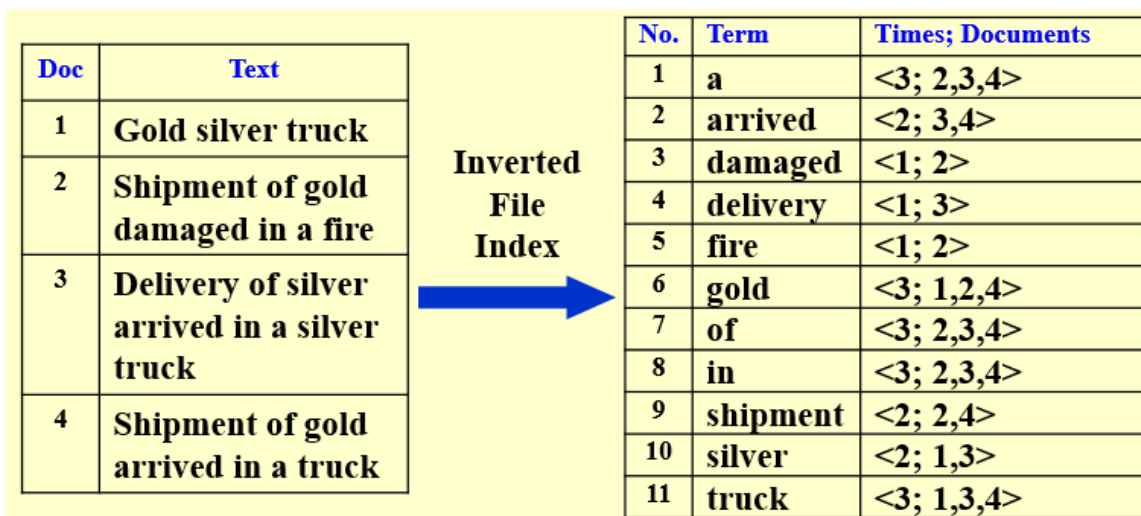 Doc Text
1 Gold silver truck
2 Shipment of gold
damaged in a fire
3 Delivery of silver
arrived in a silver
truck
4 Shipment of gold
arrived in a truck
Inverted
File
Index
No. Term Times; Documents
1 a <3; 2,3,4>
2 arrived <2; 3,4>
3 damaged <1; 2>
4 delivery <1; 3>
5 fire <1; 2>
6 gold <3; 1,2,4>
7 of <3; 2,3,4>
8 in <3; 2,3,4>
9 shipment <2; 2,4>
10 silver <2; 1,3>
11 truck <3; 1,3,4>